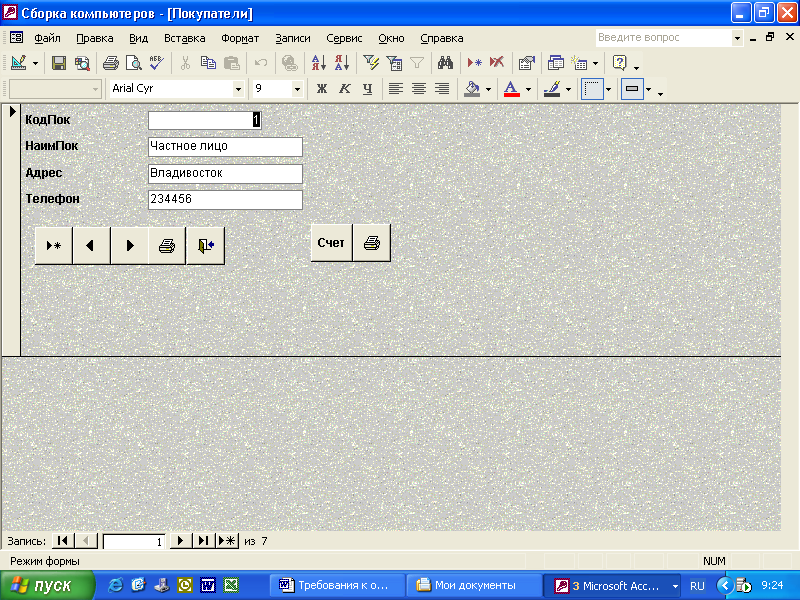 Сборка компьютеров - [Покупатели]
Файл Правка Вид Вставка Формат Записи Сервис Окно Справка Введите вопрос
Arial Cyr 9 Ж К Ч
КодПок 1
НаимПок Частное лицо
Адрес Владивосток
Телефон 234456
Счет
Запись: 1 из 7
Режим формы NUM
пуск Требования к о... Мои документы 3 Microsoft Acc... RU 9:24